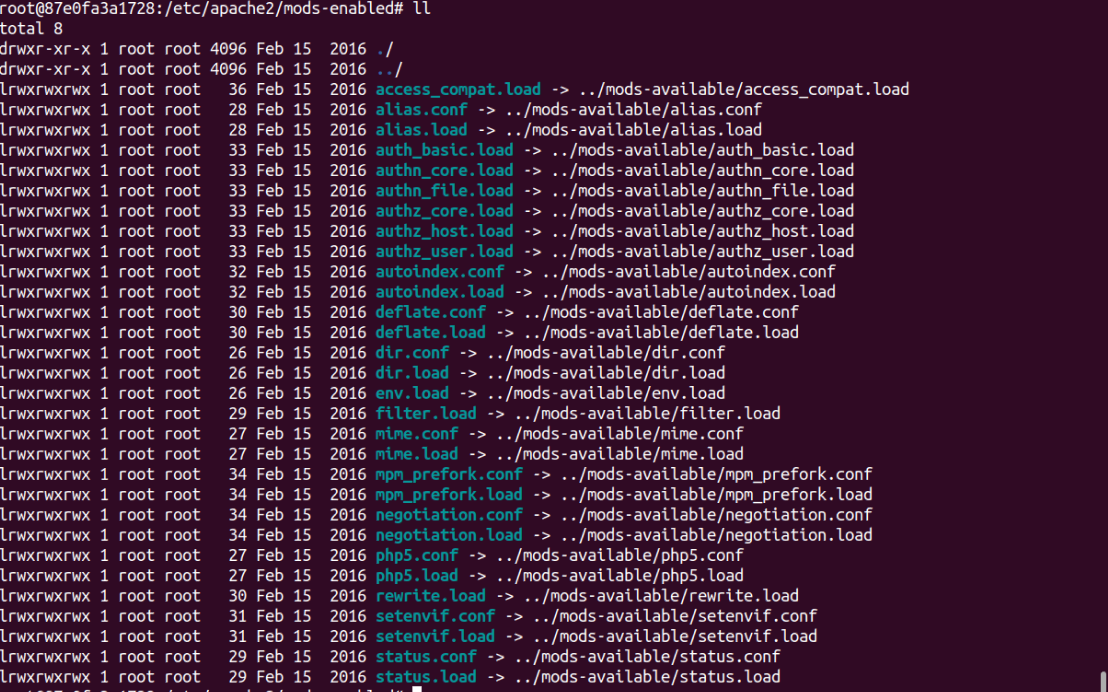 root@87e0fa3a1728:/etc/apache2/mods-enabled# ll
total 8
drwxr-xr-x 1 root root 4096 Feb 15  2016 ./
drwxr-xr-x 1 root root 4096 Feb 15  2016 ../
lrwxrwxrwx 1 root root   36 Feb 15  2016 access_compat.load -> ../mods-available/access_compat.load
lrwxrwxrwx 1 root root   28 Feb 15  2016 alias.conf -> ../mods-available/alias.conf
lrwxrwxrwx 1 root root   28 Feb 15  2016 alias.load -> ../mods-available/alias.load
lrwxrwxrwx 1 root root   33 Feb 15  2016 auth_basic.load -> ../mods-available/auth_basic.load
lrwxrwxrwx 1 root root   33 Feb 15  2016 authn_core.load -> ../mods-available/authn_core.load
lrwxrwxrwx 1 root root   33 Feb 15  2016 authn_file.load -> ../mods-available/authn_file.load
lrwxrwxrwx 1 root root   33 Feb 15  2016 authz_core.load -> ../mods-available/authz_core.load
lrwxrwxrwx 1 root root   33 Feb 15  2016 authz_host.load -> ../mods-available/authz_host.load
lrwxrwxrwx 1 root root   33 Feb 15  2016 authz_user.load -> ../mods-available/authz_user.load
lrwxrwxrwx 1 root root   32 Feb 15  2016 autoindex.conf -> ../mods-available/autoindex.conf
lrwxrwxrwx 1 root root   32 Feb 15  2016 autoindex.load -> ../mods-available/autoindex.load
lrwxrwxrwx 1 root root   30 Feb 15  2016 deflate.conf -> ../mods-available/deflate.conf
lrwxrwxrwx 1 root root   30 Feb 15  2016 deflate.load -> ../mods-available/deflate.load
lrwxrwxrwx 1 root root   26 Feb 15  2016 dir.conf -> ../mods-available/dir.conf
lrwxrwxrwx 1 root root   26 Feb 15  2016 dir.load -> ../mods-available/dir.load
lrwxrwxrwx 1 root root   26 Feb 15  2016 env.load -> ../mods-available/env.load
lrwxrwxrwx 1 root root   29 Feb 15  2016 filter.load -> ../mods-available/filter.load
lrwxrwxrwx 1 root root   27 Feb 15  2016 mime.conf -> ../mods-available/mime.conf
lrwxrwxrwx 1 root root   27 Feb 15  2016 mime.load -> ../mods-available/mime.load
lrwxrwxrwx 1 root root   34 Feb 15  2016 mpm_prefork.conf -> ../mods-available/mpm_prefork.conf
lrwxrwxrwx 1 root root   34 Feb 15  2016 mpm_prefork.load -> ../mods-available/mpm_prefork.load
lrwxrwxrwx 1 root root   34 Feb 15  2016 negotiation.conf -> ../mods-available/negotiation.conf
lrwxrwxrwx 1 root root   34 Feb 15  2016 negotiation.load -> ../mods-available/negotiation.load
lrwxrwxrwx 1 root root   27 Feb 15  2016 php5.conf -> ../mods-available/php5.conf
lrwxrwxrwx 1 root root   27 Feb 15  2016 php5.load -> ../mods-available/php5.load
lrwxrwxrwx 1 root root   30 Feb 15  2016 rewrite.load -> ../mods-available/rewrite.load
lrwxrwxrwx 1 root root   31 Feb 15  2016 setenvif.conf -> ../mods-available/setenvif.conf
lrwxrwxrwx 1 root root   31 Feb 15  2016 setenvif.load -> ../mods-available/setenvif.load
lrwxrwxrwx 1 root root   29 Feb 15  2016 status.conf -> ../mods-available/status.conf
lrwxrwxrwx 1 root root   29 Feb 15  2016 status.load -> ../mods-available/status.load